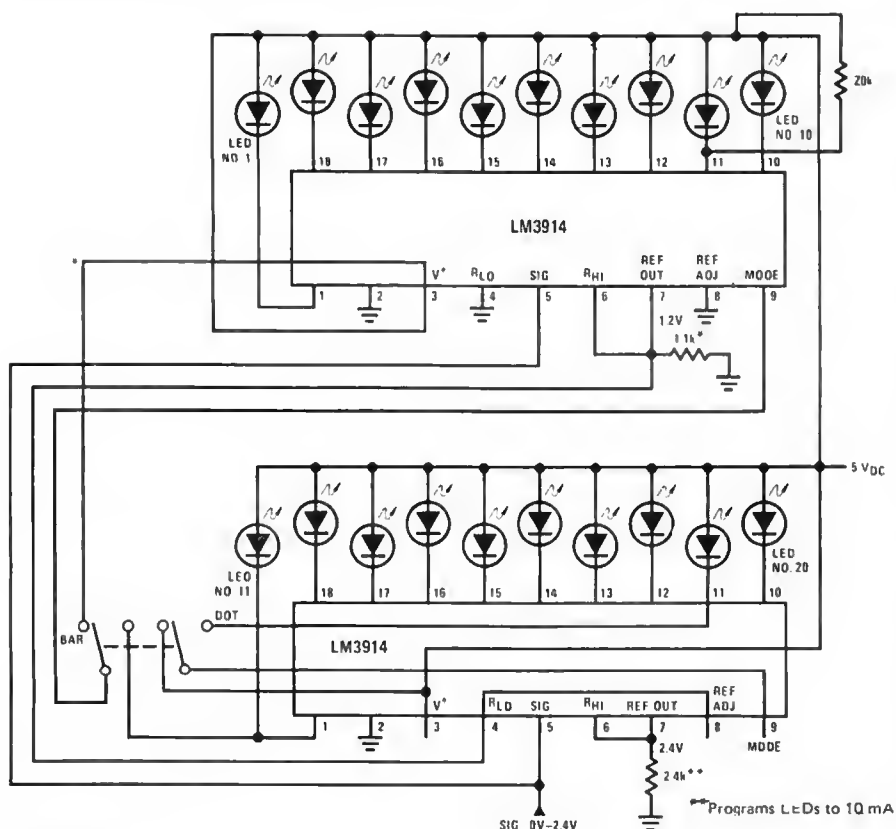 20k
LED
NO. 1
LED
NO. 10
18 17 16 15 14 13 12 11 10
LM3914
V+ RLO SIG RHI REF OUT REF ADJ MODE
1 2 3 4 5 6 7 8 9
*
1.2V
1.1k*
5 VDC
LED
NO. 11
LED
NO. 20
18 17 16 15 14 13 12 11 10
BAR
DOT
LM3914
V+ RLO SIG RHI REF OUT REF ADJ
1 2 3 4 5 6 7 8 9
MODE
2.4V
2.4k**
SIG 0V–2.4V
**Programs LEDs to 10 mA